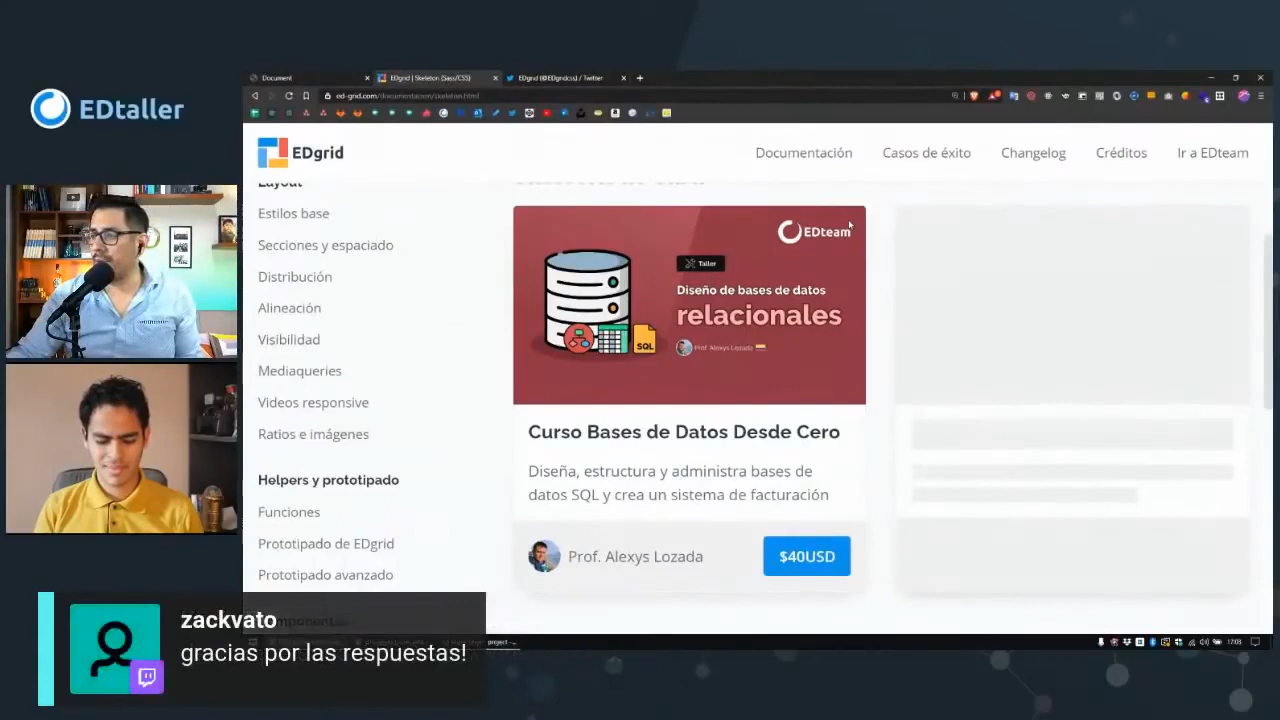 EDtaller
Document
EDgrid | Skeleton (Sass/CSS)
EDgrid (@EDgridcss) / Twitter
ed-grid.com/documentacion/skeleton.html
EDgrid
Documentación
Casos de éxito
Changelog
Créditos
Ir a EDteam
Layout
Estilos base
Secciones y espaciado
Distribución
Alineación
Visibilidad
Mediaqueries
Videos responsive
Ratios e imágenes
Helpers y prototipado
Funciones
Prototipado de EDgrid
Prototipado avanzado
EDteam
Taller
Diseño de bases de datos
relacionales
Prof. Alexys Lozada
SQL
Curso Bases de Datos Desde Cero
Diseña, estructura y administra bases de
datos SQL y crea un sistema de facturación
Prof. Alexys Lozada
$40USD
zackvato
gracias por las respuestas!
17:03